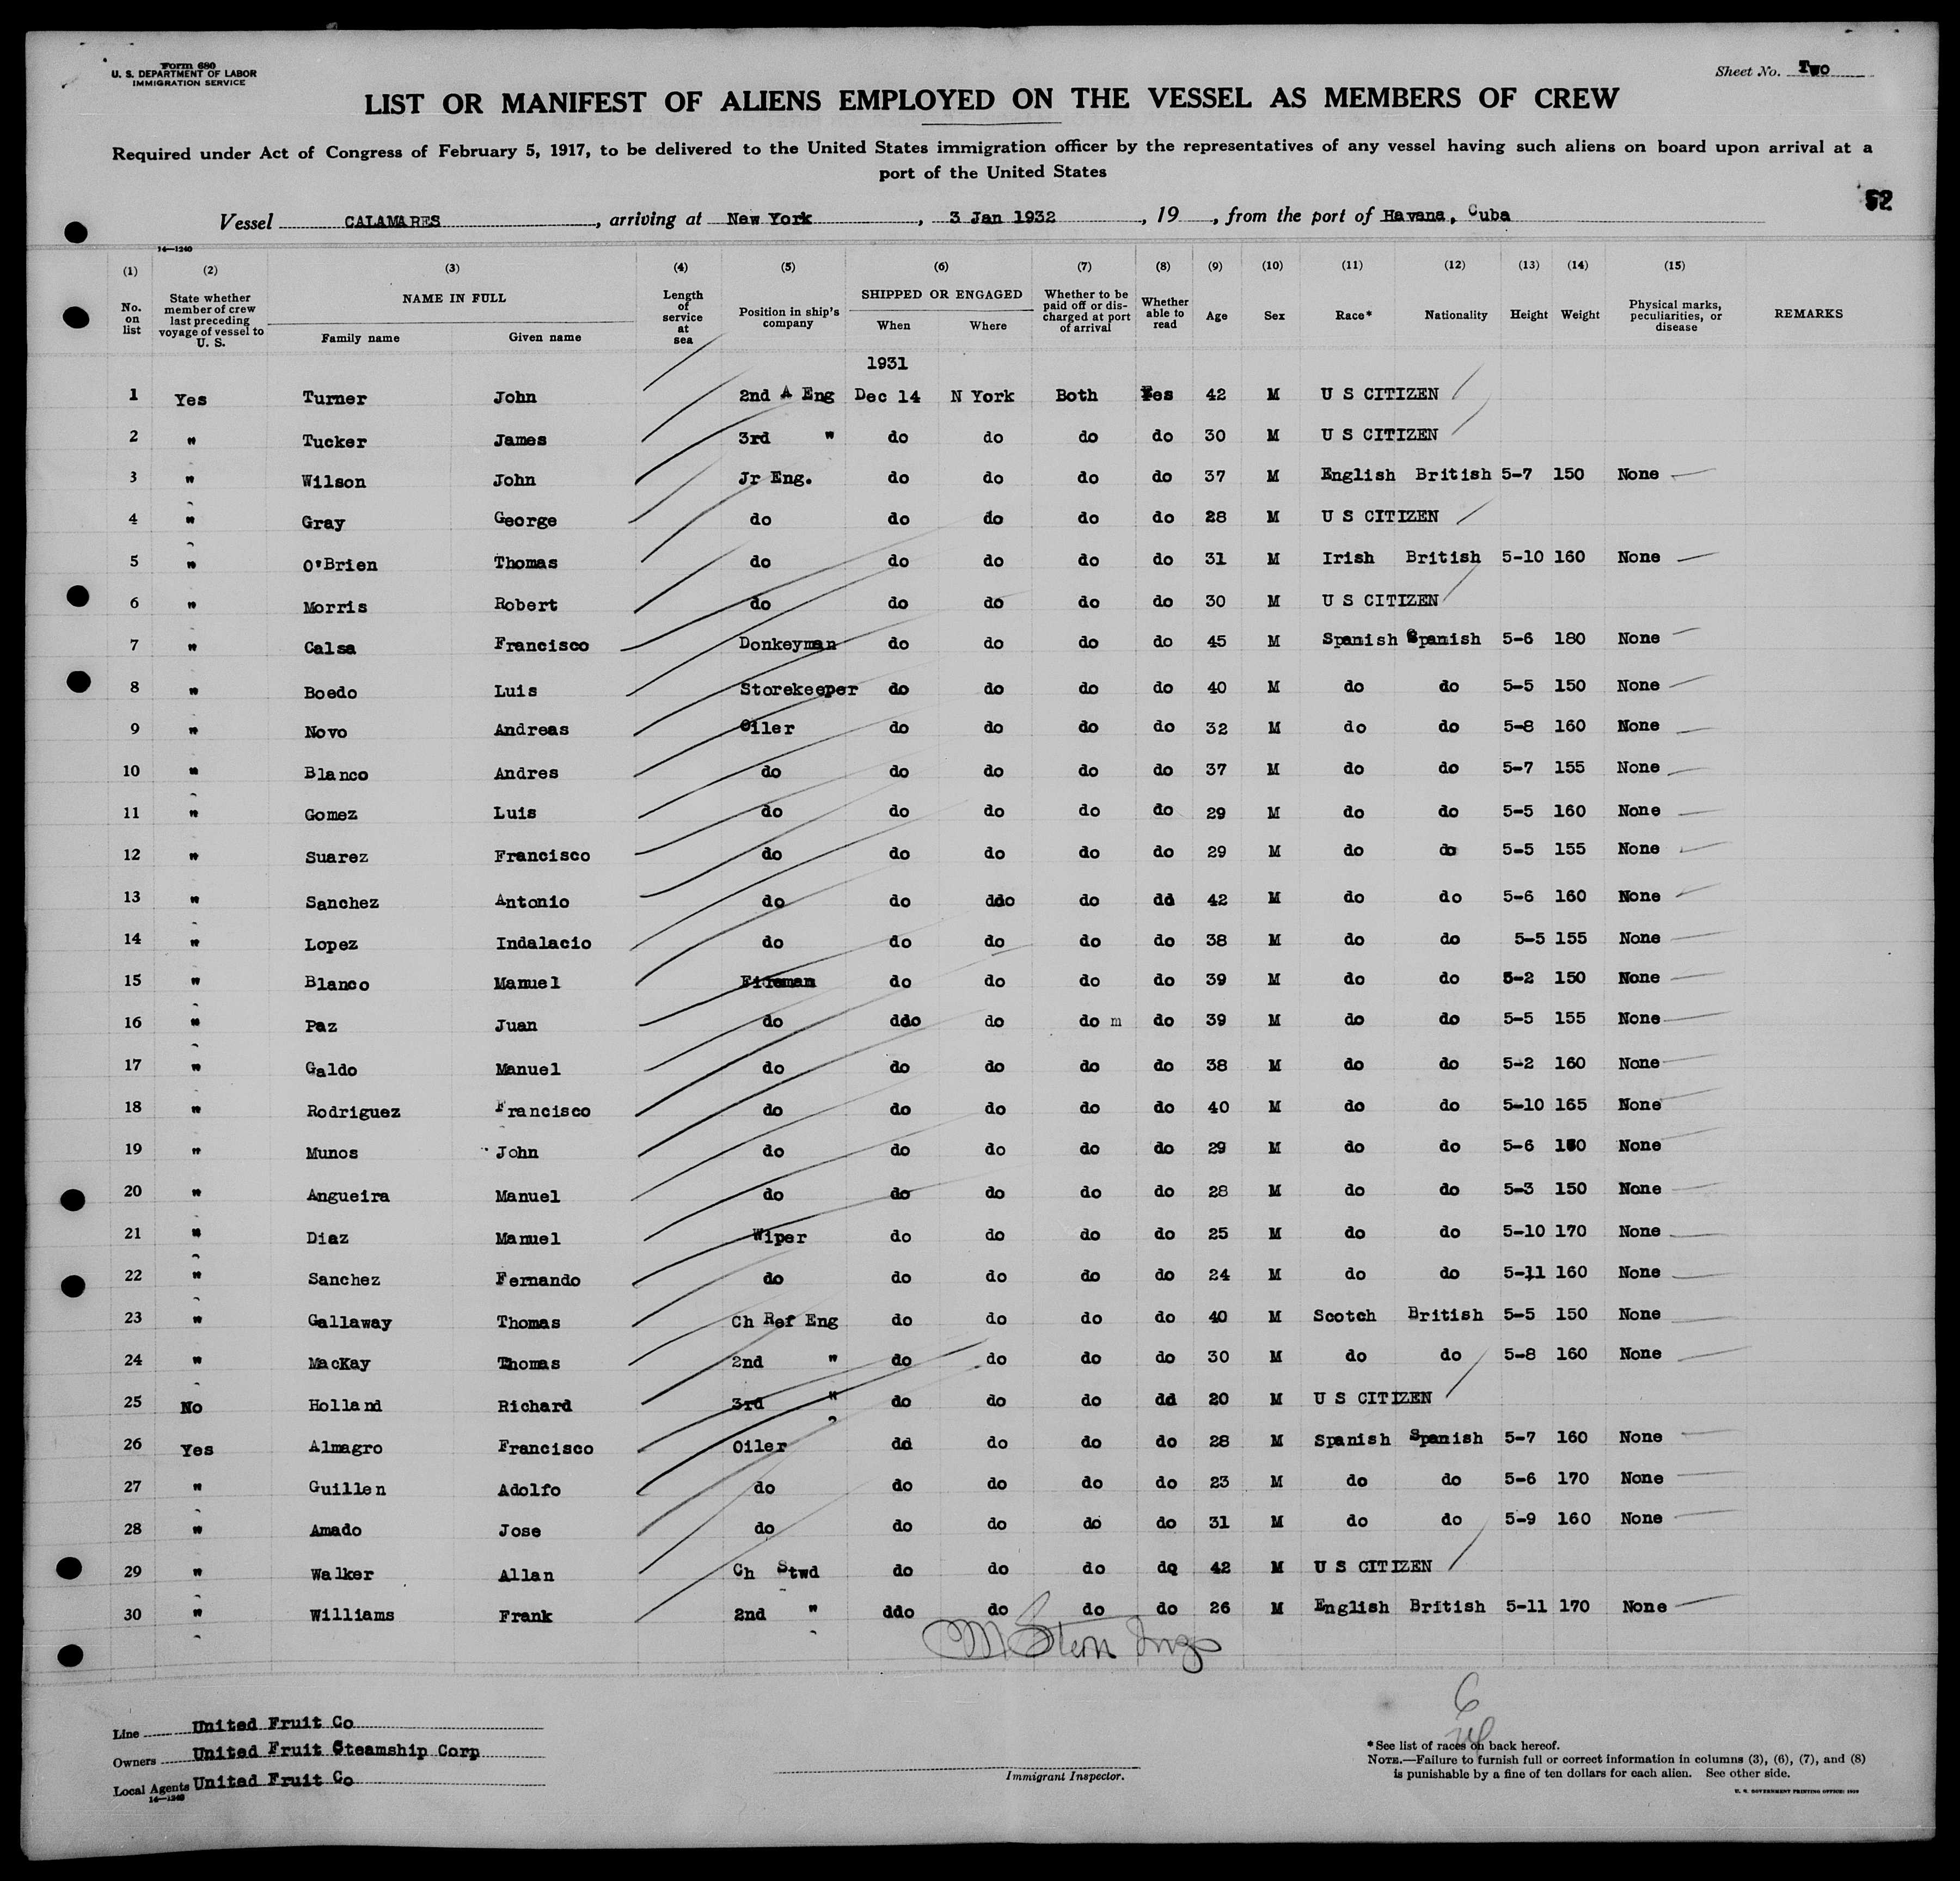 Form 680
U. S. DEPARTMENT OF LABOR
IMMIGRATION SERVICE
Sheet No. Two
LIST OR MANIFEST OF ALIENS EMPLOYED ON THE VESSEL AS MEMBERS OF CREW
Required under Act of Congress of February 5, 1917, to be delivered to the United States immigration officer by the representatives of any vessel having such aliens on board upon arrival at a
port of the United States
52
Vessel CALAMARES, arriving at New York, 3 Jan 1932, 19, from the port of Havana, Cuba
14—1240
(1) (2) (3) (4) (5) (6) (7) (8) (9) (10) (11) (12) (13) (14) (15)
No. on list State whether member of crew last preceding voyage of vessel to U. S. NAME IN FULL Family name Given name Length of service at sea Position in ship's company SHIPPED OR ENGAGED When Where Whether to be paid off or discharged at port of arrival Whether able to read Age Sex Race* Nationality Height Weight Physical marks, peculiarities, or disease REMARKS
1931
1 Yes Turner John 2nd A Eng Dec 14 N York Both Yes 42 M U S CITIZEN
2 " Tucker James 3rd " do do do do 30 M U S CITIZEN
3 " Wilson John Jr Eng. do do do do 37 M English British 5-7 150 None
4 " Gray George do do do do do 28 M U S CITIZEN
5 " O'Brien Thomas do do do do do 31 M Irish British 5-10 160 None
6 " Morris Robert do do do do do 30 M U S CITIZEN
7 " Calsa Francisco Donkeyman do do do do 45 M Spanish Spanish 5-6 180 None
8 " Boedo Luis Storekeeper do do do do 40 M do do 5-5 150 None
9 " Novo Andreas Oiler do do do do 32 M do do 5-8 160 None
10 " Blanco Andres do do do do do 37 M do do 5-7 155 None
11 " Gomez Luis do do do do do 29 M do do 5-5 160 None
12 " Suarez Francisco do do do do do 29 M do do 5-5 155 None
13 " Sanchez Antonio do do ddo do dd 42 M do do 5-6 160 None
14 " Lopez Indalacio do do do do do 38 M do do 5-5 155 None
15 " Blanco Manuel Fireman do do do do 39 M do do 5-2 150 None
16 " Paz Juan do ddo do do m do 39 M do do 5-5 155 None
17 " Galdo Manuel do do do do do 38 M do do 5-2 160 None
18 " Rodriguez Francisco do do do do do 40 M do do 5-10 165 None
19 " Munos John do do do do do 29 M do do 5-6 None
20 " Angueira Manuel do do do do do 28 M do do 5-3 150 None
21 " Diaz Manuel Wiper do do do do 25 M do do 5-10 170 None
22 " Sanchez Fernando do do do do do 24 M do do 5-11 160 None
23 " Gallaway Thomas Ch Ref Eng do do do do 40 M Scotch British 5-5 150 None
24 " MacKay Thomas 2nd " do do do do 30 M do do 5-8 160 None
25 No Holland Richard 3rd " do do do dd 20 M U S CITIZEN
26 Yes Almagro Francisco Oiler dd do do do 28 M Spanish Spanish 5-7 160 None
27 " Guillen Adolfo do do do do do 23 M do do 5-6 170 None
28 " Amado Jose do do do do do 31 M do do 5-9 160 None
29 " Walker Allan Ch Stwd do do do do 42 M U S CITIZEN
30 " Williams Frank 2nd " ddo do do do 26 M English British 5-11 170 None
M Stern Insp
6
Line United Fruit Co
Owners United Fruit Steamship Corp
Local Agents United Fruit Co
14—1240
Immigrant Inspector.
*See list of races on back hereof.
NOTE.—Failure to furnish full or correct information in columns (3), (6), (7), and (8)
is punishable by a fine of ten dollars for each alien. See other side.